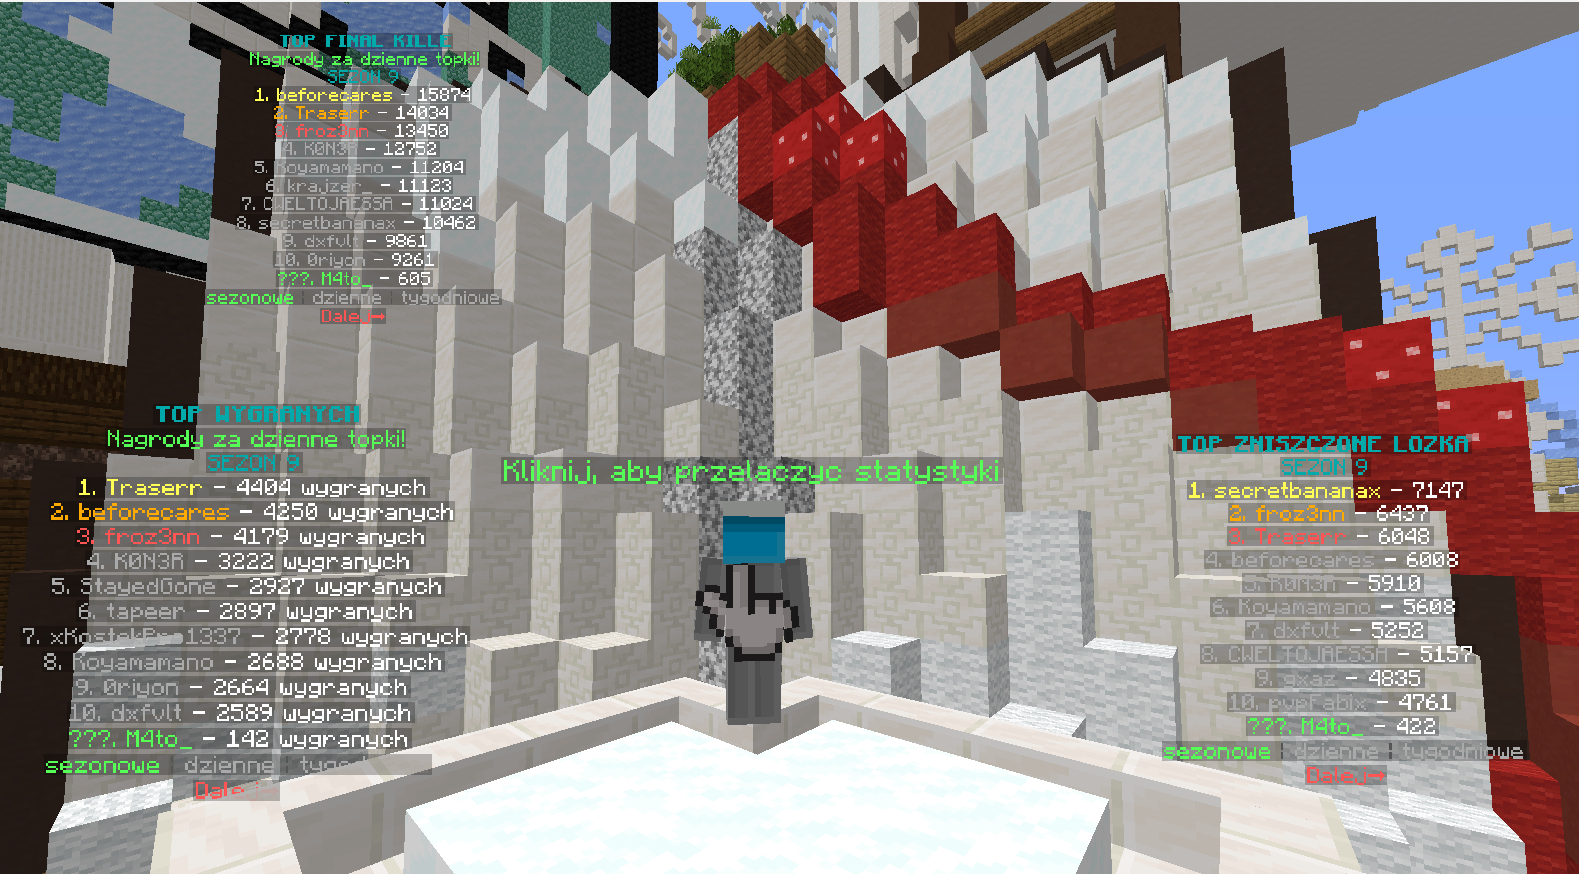 TOP FINAL KILLE
Nagrody za dzienne topki!
SEZON 9
1. beforecares - 15874
2. Traserr - 14034
3. froz3nn - 13450
4. K0N3R - 12752
5. Koyamamano - 11204
6. krajzer_ - 11123
7. CWELTOJAESSA - 11024
8. secretbananax - 10462
9. dxfvlt - 9861
10. 0riyon - 9261
???. M4to_ - 605
sezonowe | dzienne | tygodniowe
Dalej→
TOP WYGRANYCH
Nagrody za dzienne topki!
SEZON 9
1. Traserr - 4404 wygranych
2. beforecares - 4250 wygranych
3. froz3nn - 4179 wygranych
4. K0N3R - 3222 wygranych
5. StayedGone - 2927 wygranych
6. tapeer - 2897 wygranych
7. - 2778 wygranych
8. Koyamamano - 2688 wygranych
9. 0riyon - 2664 wygranych
10. dxfvlt - 2589 wygranych
???. M4to_ - 142 wygranych
sezonowe | dzienne |
Kliknij, aby przelaczyc statystyki
TOP ZNISZCZONE LOZKA
SEZON 9
1. secretbananax - 7147
2. froz3nn - 6437
3. Traserr - 6048
4. beforecares - 6008
5. K0N3R - 5910
6. Koyamamano - 5608
7. dxfvlt - 5252
8. CWELTOJAESSA - 5157
9. gxaz - 4835
10. pvpFabix - 4761
???. M4to_ - 422
sezonowe | dzienne | tygodniowe
Dalej→